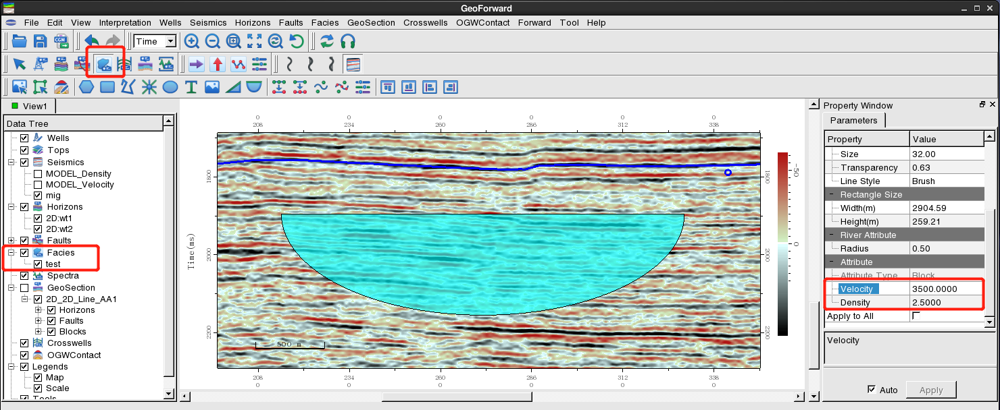 GeoForward
File Edit View Interpretation Wells Seismics Horizons Faults Facies GeoSection Crosswells OGWContact Forward Tool Help
CGM
Time
View1
Data Tree
Wells
Tops
Seismics
MODEL_Density
MODEL_Velocity
mig
Horizons
2D:wt1
2D:wt2
Faults
Facies
test
Spectra
GeoSection
2D_2D_Line_AA1
Horizons
Faults
Blocks
Crosswells
OGWContact
Legends
Map
Scale
Tools
0 0 0 0 0 0
208 234 260 286 312 338
Time(ms)
1800 1800
2000 2000
2200 2200
500 m
208 234 260 286 312 338
0 0 0 0 0 0
-50
0
Property Window
Parameters
Property Value
Size 32.00
Transparency 0.63
Line Style Brush
Rectangle Size
Width(m) 2904.59
Height(m) 259.21
River Attribute
Radius 0.50
Attribute
Attribute Type Block
Velocity 3500.0000
Density 2.5000
Apply to All
Velocity
Auto Apply